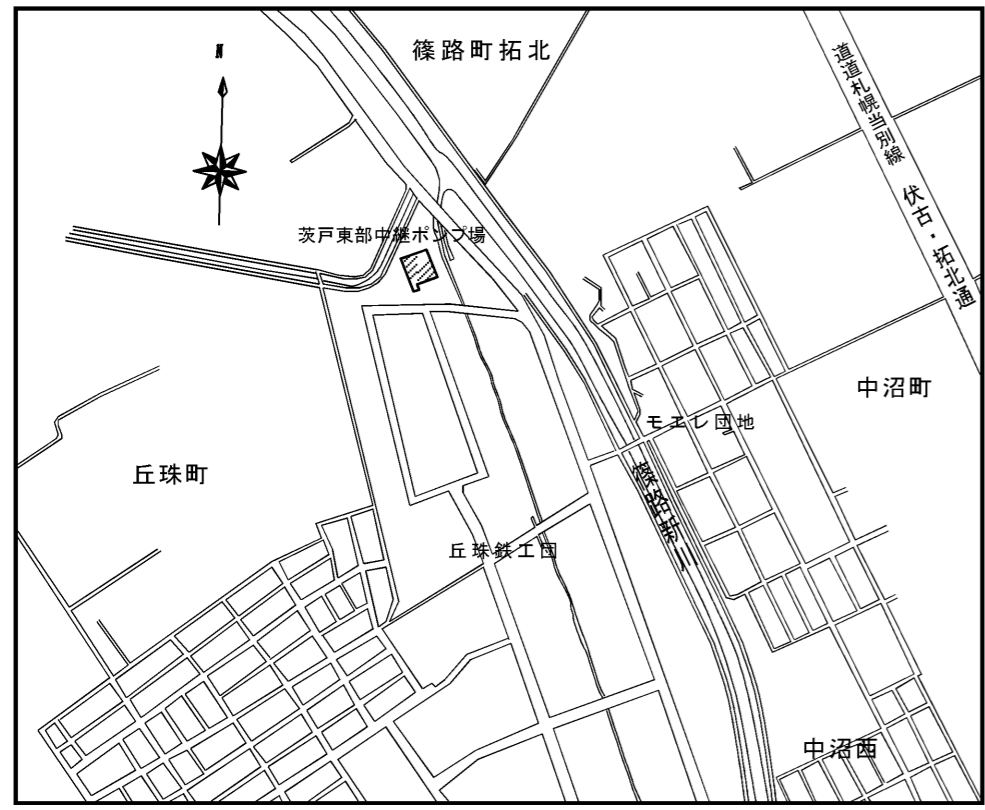 N
篠路町拓北
道道札幌当別線
伏古・拓北通
茨戸東部中継ポンプ場
中沼町
モエレ団地
丘珠町
篠路新川
丘珠鉄工団
中沼西